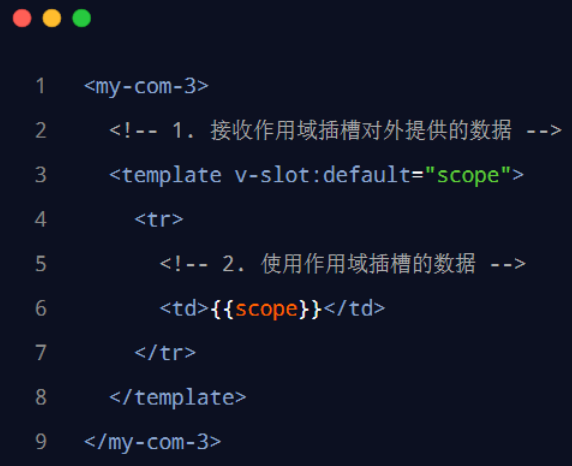 1 <my-com-3>
2 <!-- 1. 接收作用域插槽对外提供的数据 -->
3 <template v-slot:default="scope">
4 <tr>
5 <!-- 2. 使用作用域插槽的数据 -->
6 <td>{{scope}}</td>
7 </tr>
8 </template>
9 </my-com-3>